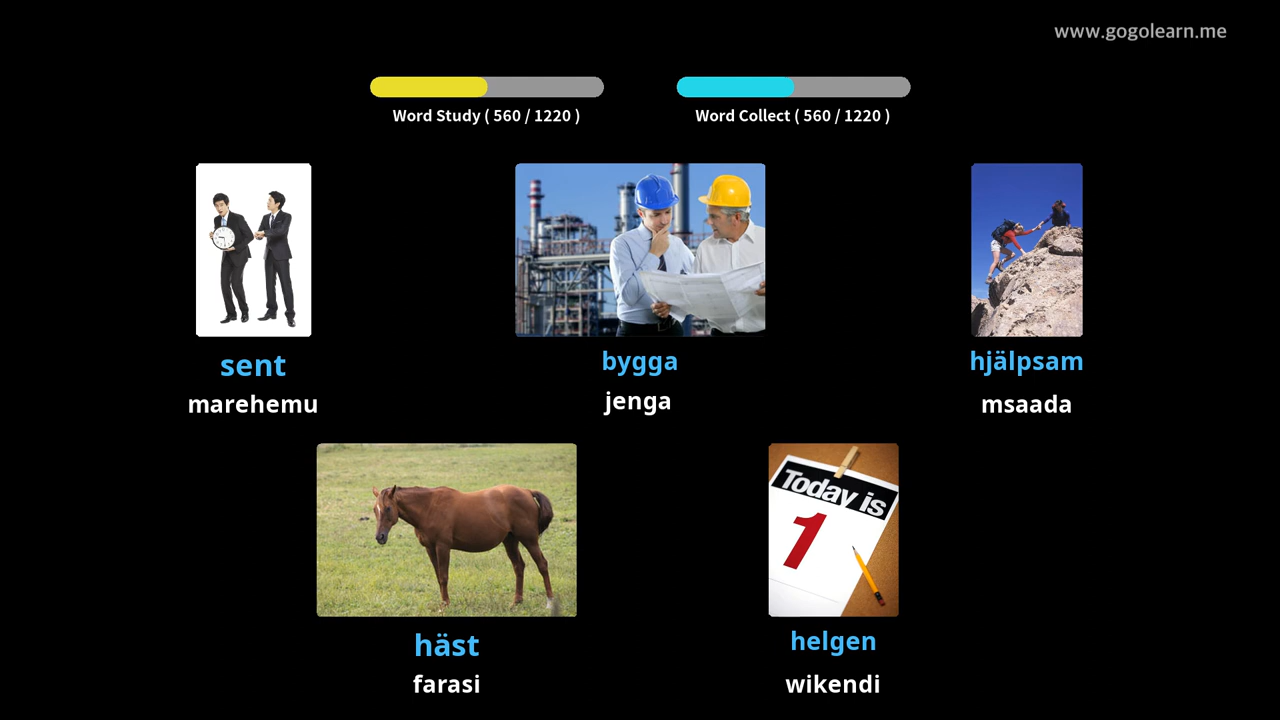 www.gogolearn.me
Word Study ( 560 / 1220 )
Word Collect ( 560 / 1220 )
sent
marehemu
bygga
jenga
hjälpsam
msaada
häst
farasi
Today is
1
helgen
wikendi